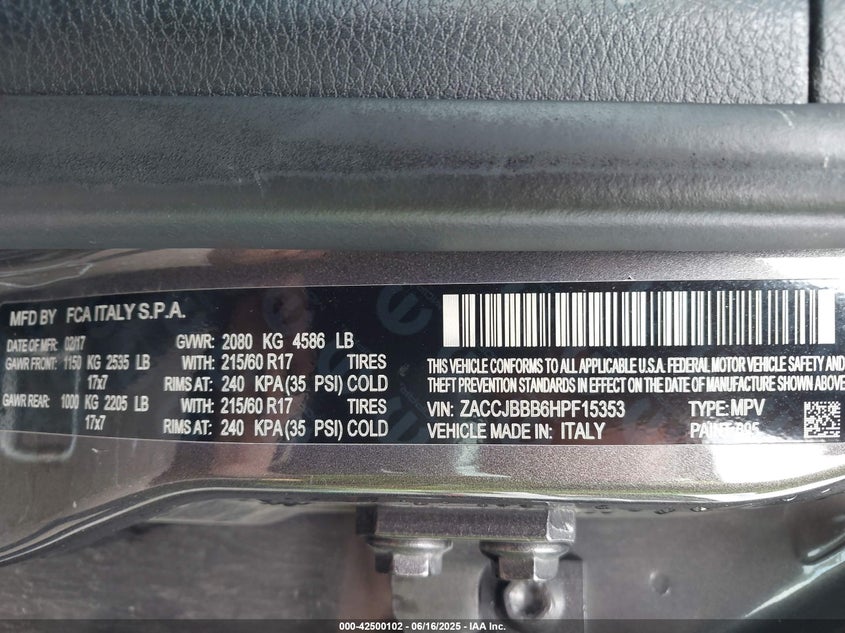 MFD BY FCA ITALY S.P.A.
DATE OF MFR: 02/17 GVWR: 2080 KG 4586 LB
GAWR FRONT: 1150 KG 2535 LB WITH: 215/60 R17 TIRES
17x7 RIMS AT: 240 KPA(35 PSI) COLD
GAWR REAR: 1000 KG 2205 LB WITH: 215/60 R17 TIRES
17x7 RIMS AT: 240 KPA(35 PSI) COLD
THIS VEHICLE CONFORMS TO ALL APPLICABLE U.S.A. FEDERAL MOTOR VEHICLE SAFETY AND
THEFT PREVENTION STANDARDS IN EFFECT ON THE DATE OF MANUFACTURE SHOWN ABOVE
VIN: ZACCJBBB6HPF15353 TYPE: MPV
VEHICLE MADE IN: ITALY PAINT:
000-42500102 - 06/16/2025 - IAA Inc.